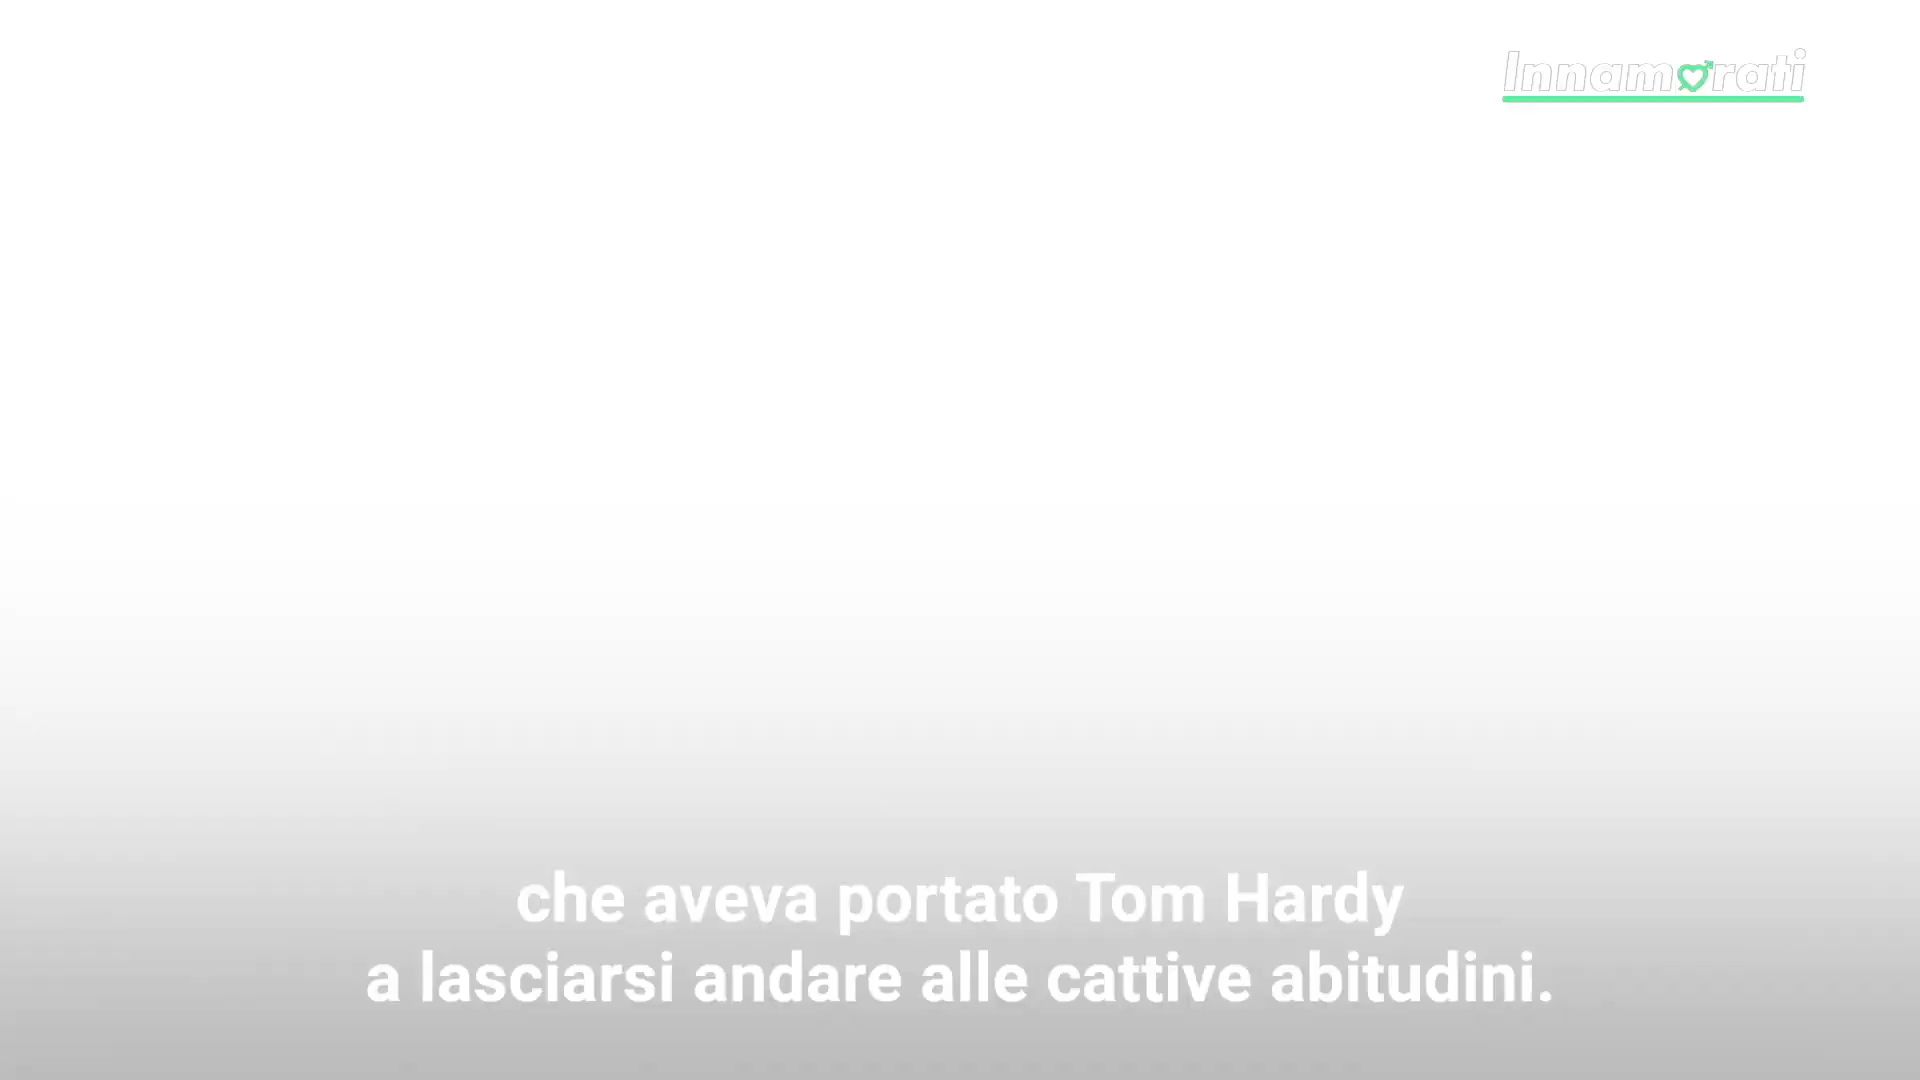 Innamorati
che aveva portato Tom Hardy
a lasciarsi andare alle cattive abitudini.